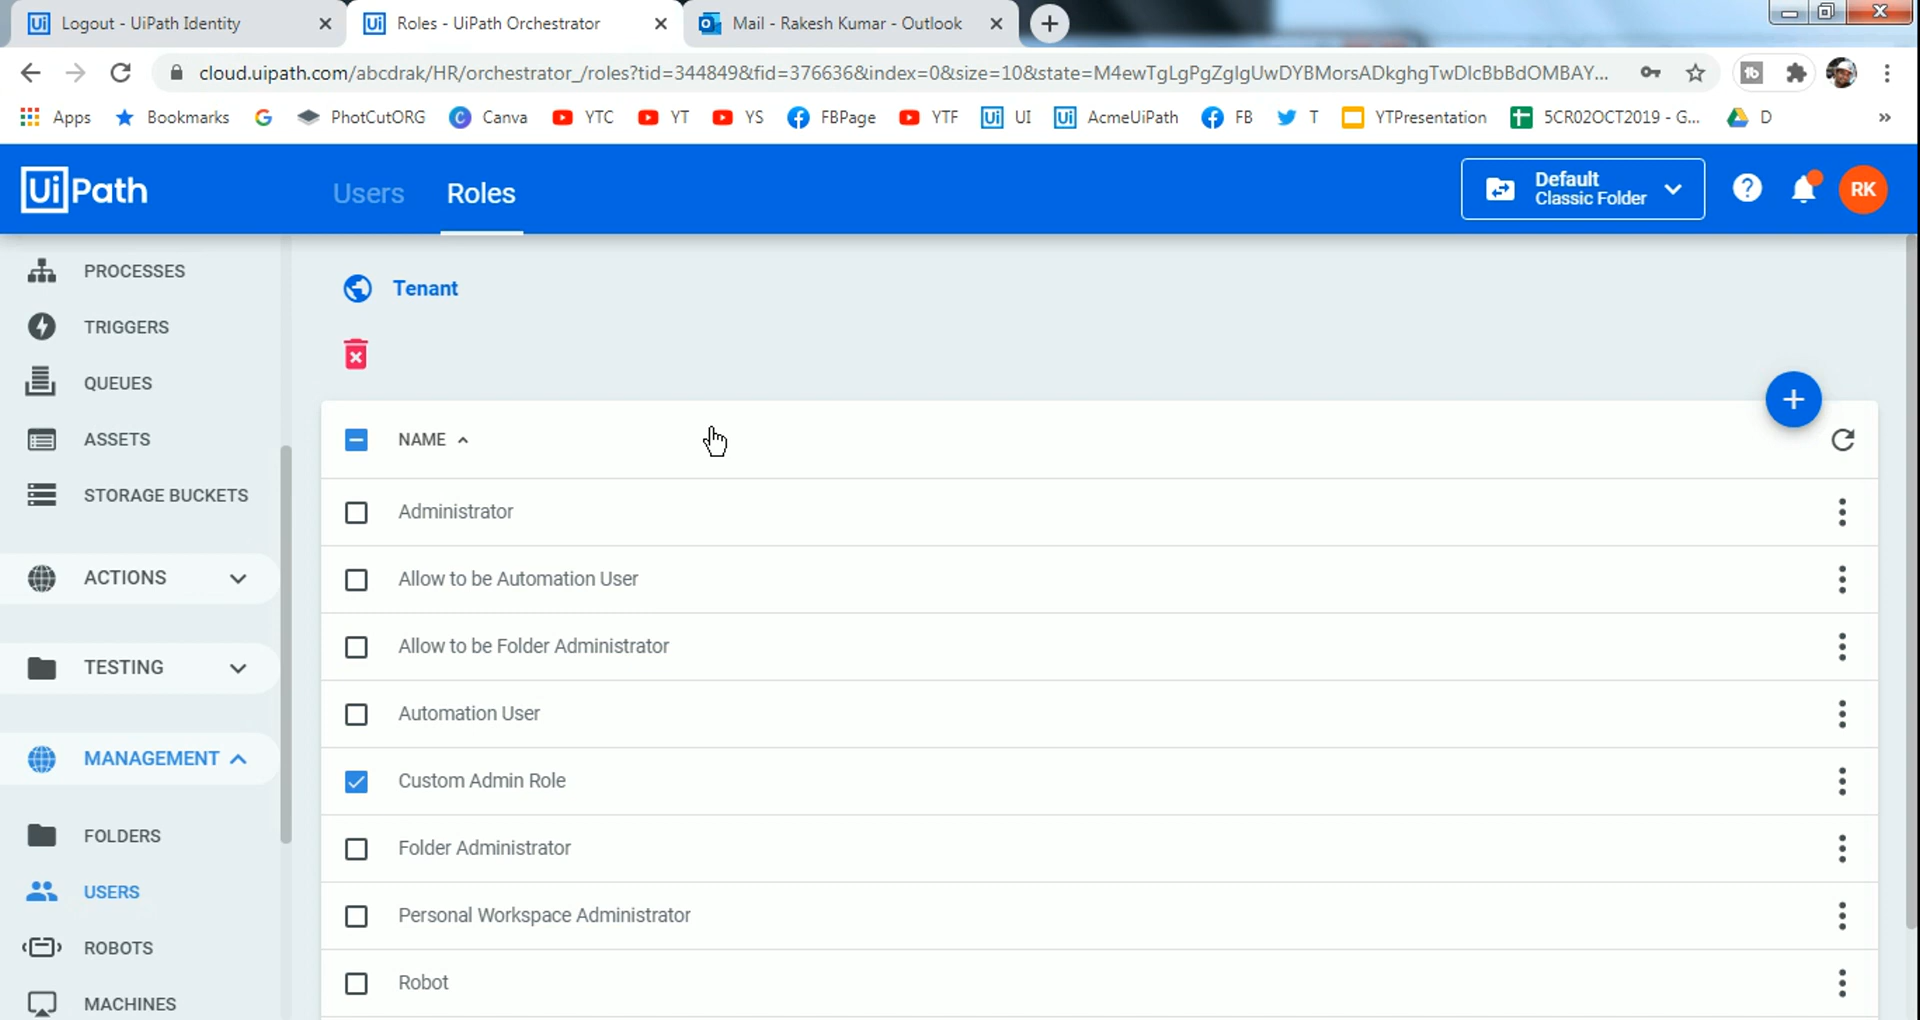 Logout - UiPath Identity
Roles - UiPath Orchestrator
Mail - Rakesh Kumar - Outlook
cloud.uipath.com/abcdrak/HR/orchestrator_/roles?tid=344849&fid=376636&index=0&size=10&state=M4ewTgLgPgZglgUwDYBMorsADkghgTwDlcBbBdOMBAY...
Apps
Bookmarks
PhotCutORG
Canva
YTC
YT
YS
FBPage
YTF
UI
AcmeUiPath
FB
T
YTPresentation
5CR02OCT2019 - G...
D
»
UiPath
Users
Roles
Default
Classic Folder
RK
PROCESSES
TRIGGERS
QUEUES
ASSETS
STORAGE BUCKETS
ACTIONS
TESTING
MANAGEMENT
FOLDERS
USERS
ROBOTS
MACHINES
Tenant
NAME
Administrator
Allow to be Automation User
Allow to be Folder Administrator
Automation User
Custom Admin Role
Folder Administrator
Personal Workspace Administrator
Robot